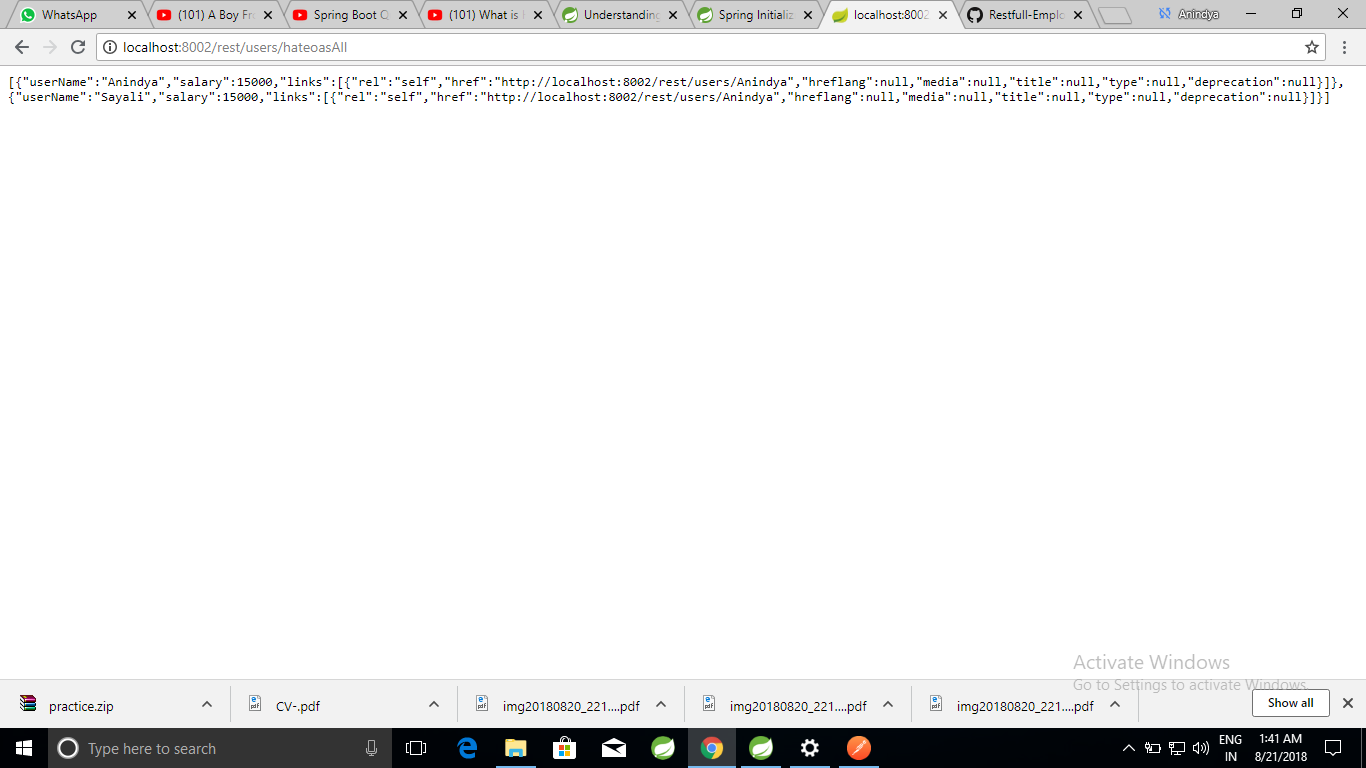 WhatsApp
(101) A Boy Fr
Spring Boot Q
(101) What is
Understanding
Spring Initializ
localhost:8002
Restfull-Emplo
Anindya
localhost:8002/rest/users/hateoasAll
[{"userName":"Anindya","salary":15000,"links":[{"rel":"self","href":"http://localhost:8002/rest/users/Anindya","hreflang":null,"media":null,"title":null,"type":null,"deprecation":null}]},
{"userName":"Sayali","salary":15000,"links":[{"rel":"self","href":"http://localhost:8002/rest/users/Anindya","hreflang":null,"media":null,"title":null,"type":null,"deprecation":null}]}]
Activate Windows
Go to Settings to activate Windows.
practice.zip
CV-.pdf
img20180820_221....pdf
img20180820_221....pdf
img20180820_221....pdf
Show all
Type here to search
ENG
IN
1:41 AM
8/21/2018